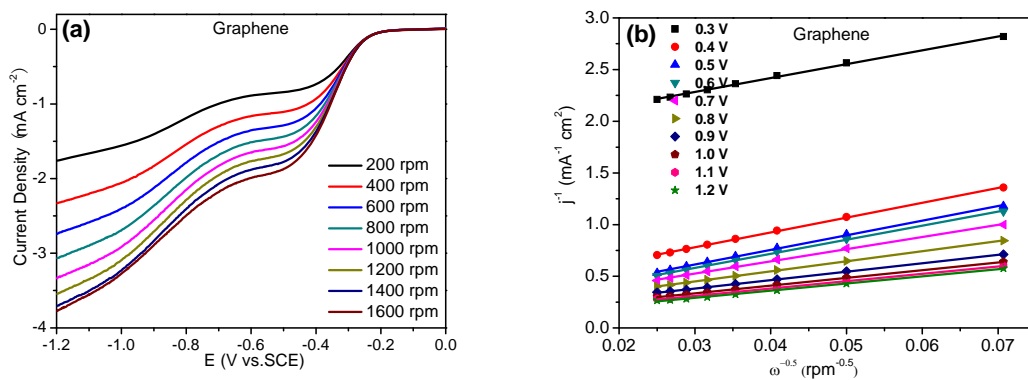 (a)
Graphene
0
-1
-2
-3
-4
Current Density (mA cm-2)
200 rpm
400 rpm
600 rpm
800 rpm
1000 rpm
1200 rpm
1400 rpm
1600 rpm
-1.2 -1.0 -0.8 -0.6 -0.4 -0.2 0.0
E (V vs.SCE)
(b)
Graphene
3.0
2.5
2.0
1.5
1.0
0.5
0.0
j-1 (mA-1 cm2)
0.3 V
0.4 V
0.5 V
0.6 V
0.7 V
0.8 V
0.9 V
1.0 V
1.1 V
1.2 V
0.02 0.03 0.04 0.05 0.06 0.07
ω-0.5 (rpm-0.5)